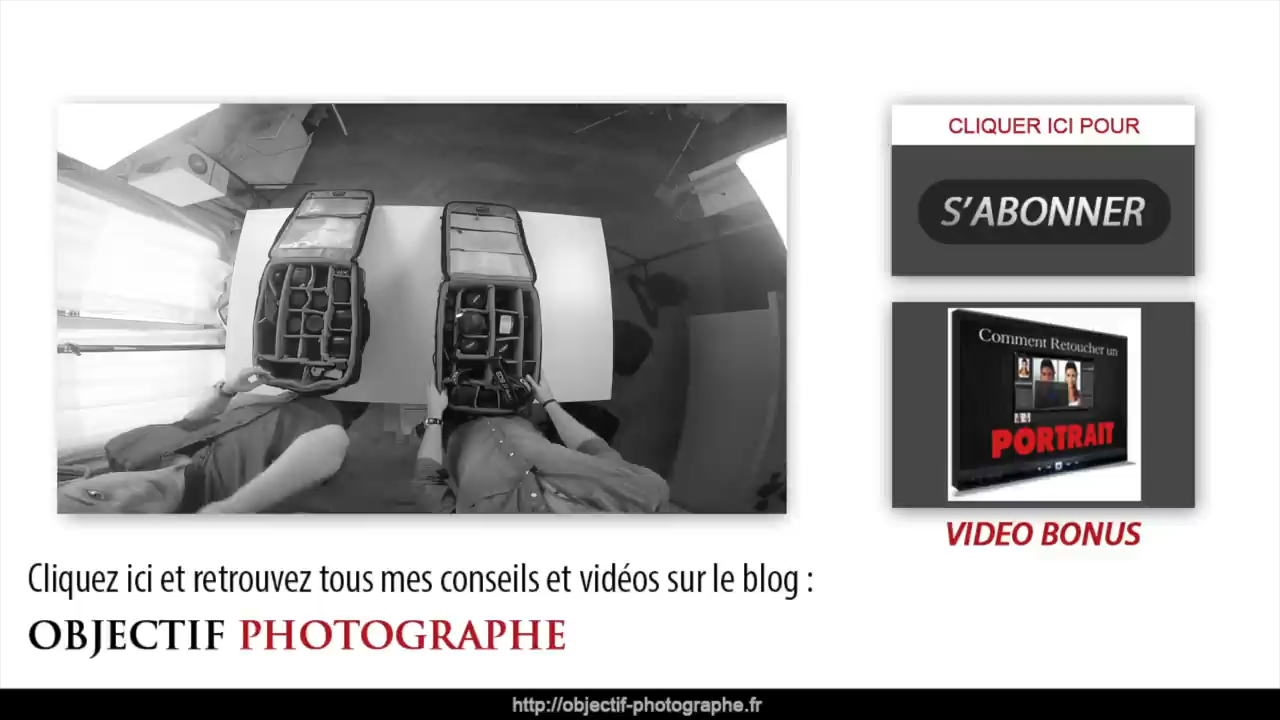 CLIQUER ICI POUR
S'ABONNER
Comment Retoucher un
PORTRAIT
VIDEO BONUS
Cliquez ici et retrouvez tous mes conseils et vidéos sur le blog :
OBJECTIF PHOTOGRAPHE
http://objectif-photographe.fr